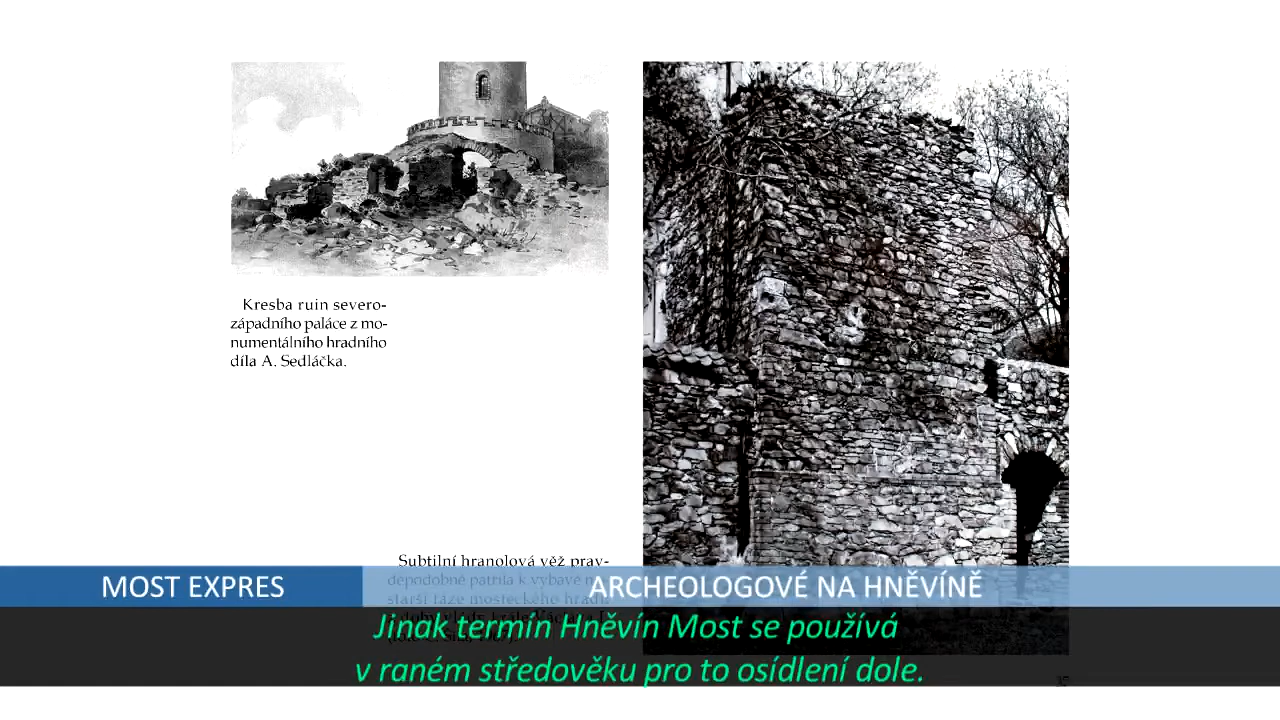 Kresba ruin severo-
západního paláce z mo-
numentálního hradního
díla A. Sedláčka.
Subtilní hranolová věž prav-
děpodobně patřila k výbavě
starší fáze mosteckého hradu
MOST EXPRES
ARCHEOLOGOVÉ NA HNĚVÍNĚ
Jinak termín Hněvín Most se používá
v raném středověku pro to osídlení dole.